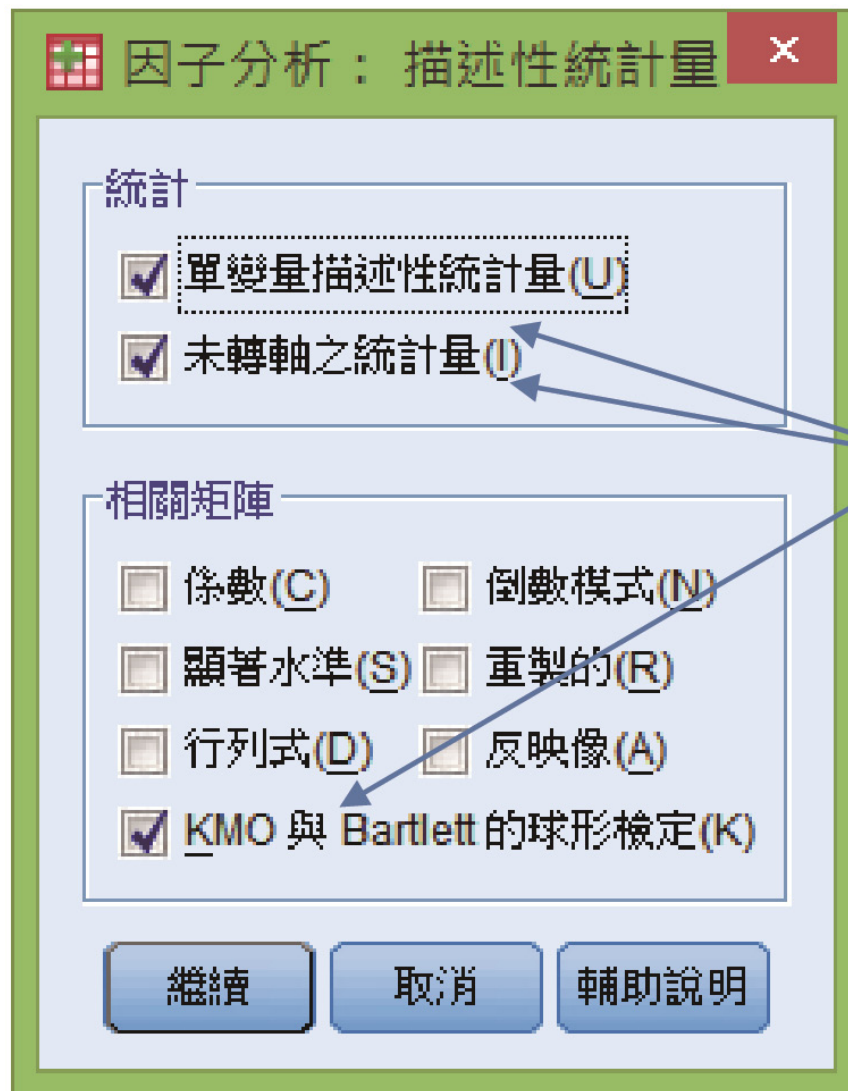 因子分析： 描述性統計量
統計
單變量描述性統計量(U)
未轉軸之統計量(I)
相關矩陣
係數(C) 倒數模式(N)
顯著水準(S) 重製的(R)
行列式(D) 反映像(A)
KMO 與 Bartlett 的球形檢定(K)
繼續 取消 輔助說明